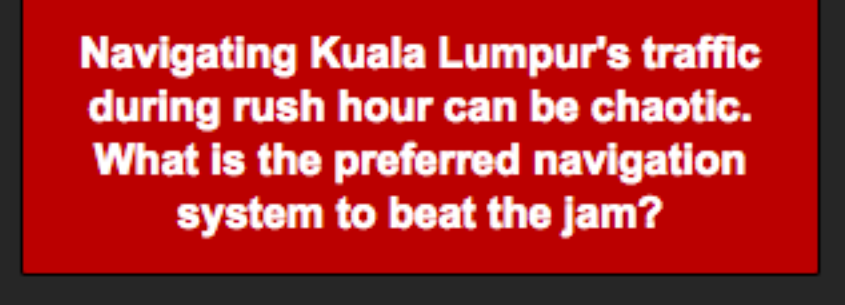 Navigating Kuala Lumpur's traffic
during rush hour can be chaotic.
What is the preferred navigation
system to beat the jam?